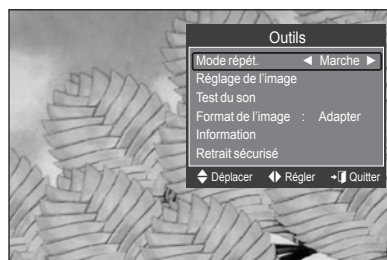 Outils
Mode répét. ◄ Marche ►
Réglage de l'image
Test du son
Format de l'image : Adapter
Information
Retrait sécurisé
Déplacer Régler Quitter